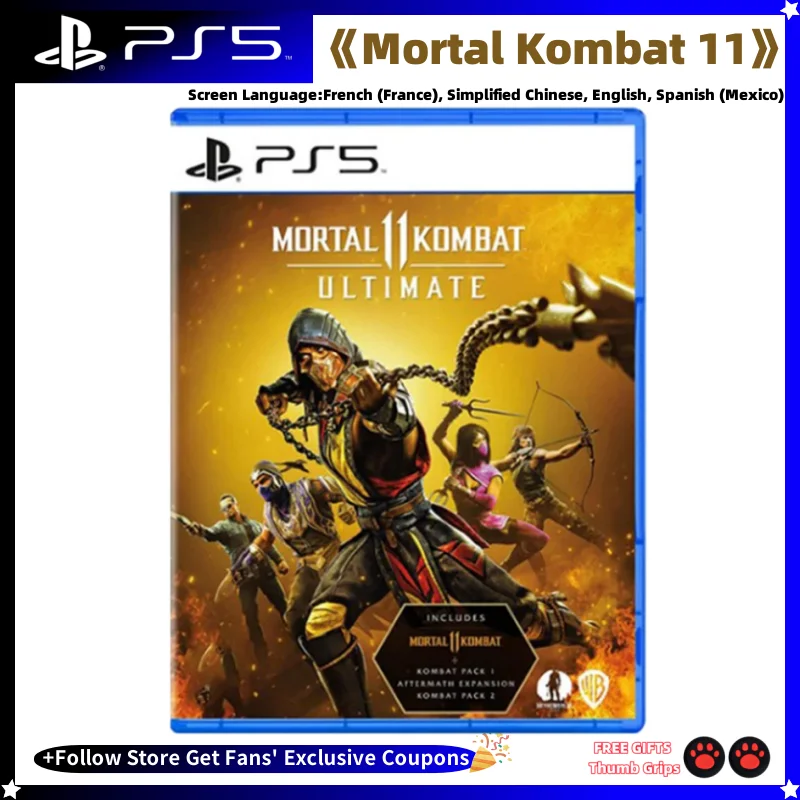 PS5™
《Mortal Kombat 11》
Screen Language:French (France), Simplified Chinese, English, Spanish (Mexico)
PS5
MORTAL 11 KOMBAT
ULTIMATE
INCLUDES
MORTAL 11 KOMBAT
+
KOMBAT PACK 1
AFTERMATH EXPANSION
KOMBAT PACK 2
WB
+Follow Store Get Fans' Exclusive Coupons
FREE GIFTS
Thumb Grips